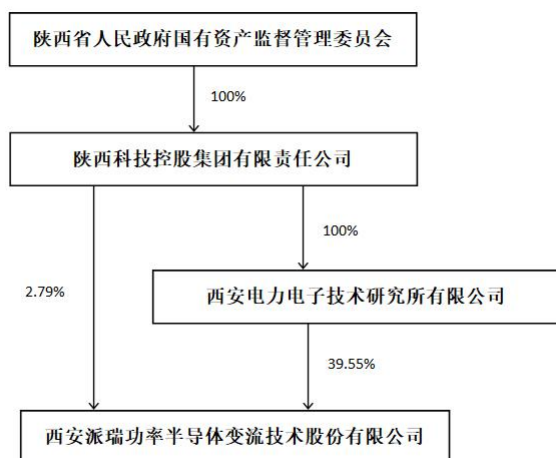 陕西省人民政府国有资产监督管理委员会
100%
陕西科技控股集团有限责任公司
100%
2.79%
西安电力电子技术研究所有限公司
39.55%
西安派瑞功率半导体变流技术股份有限公司